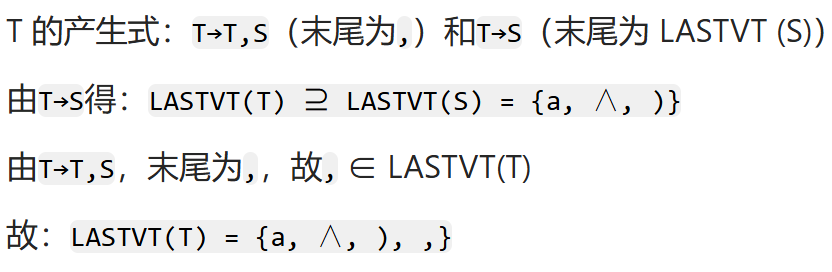 T 的产生式：T→T,S（末尾为,）和T→S（末尾为 LASTVT (S)）
由T→S得：LASTVT(T) ⊇ LASTVT(S) = {a, ∧, )}
由T→T,S，末尾为,，故, ∈ LASTVT(T)
故：LASTVT(T) = {a, ∧, ), ,}